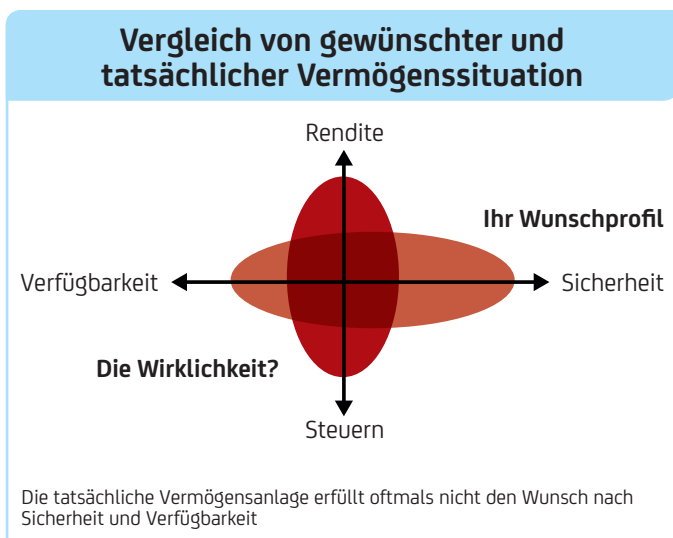 Vergleich von gewünschter und
tatsächlicher Vermögenssituation
Rendite
Ihr Wunschprofil
Verfügbarkeit
Sicherheit
Die Wirklichkeit?
Steuern
Die tatsächliche Vermögensanlage erfüllt oftmals nicht den Wunsch nach
Sicherheit und Verfügbarkeit